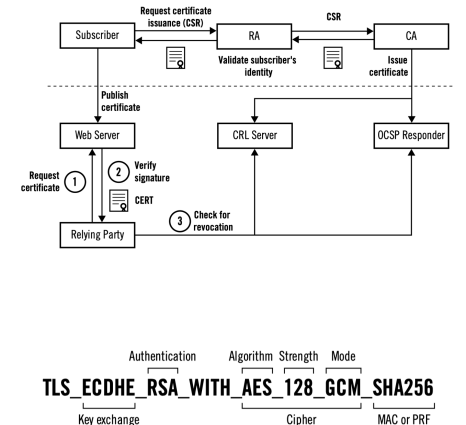 Request certificate
issuance (CSR)
CSR
Subscriber
RA
CA
Validate subscriber's
identity
Issue
certificate
Publish
certificate
Web Server
CRL Server
OCSP Responder
Request
certificate
1
2
Verify
signature
CERT
3
Check for
revocation
Relying Party
Authentication
Algorithm
Strength
Mode
TLS_ECDHE_RSA_WITH_AES_128_GCM_SHA256
Key exchange
Cipher
MAC or PRF